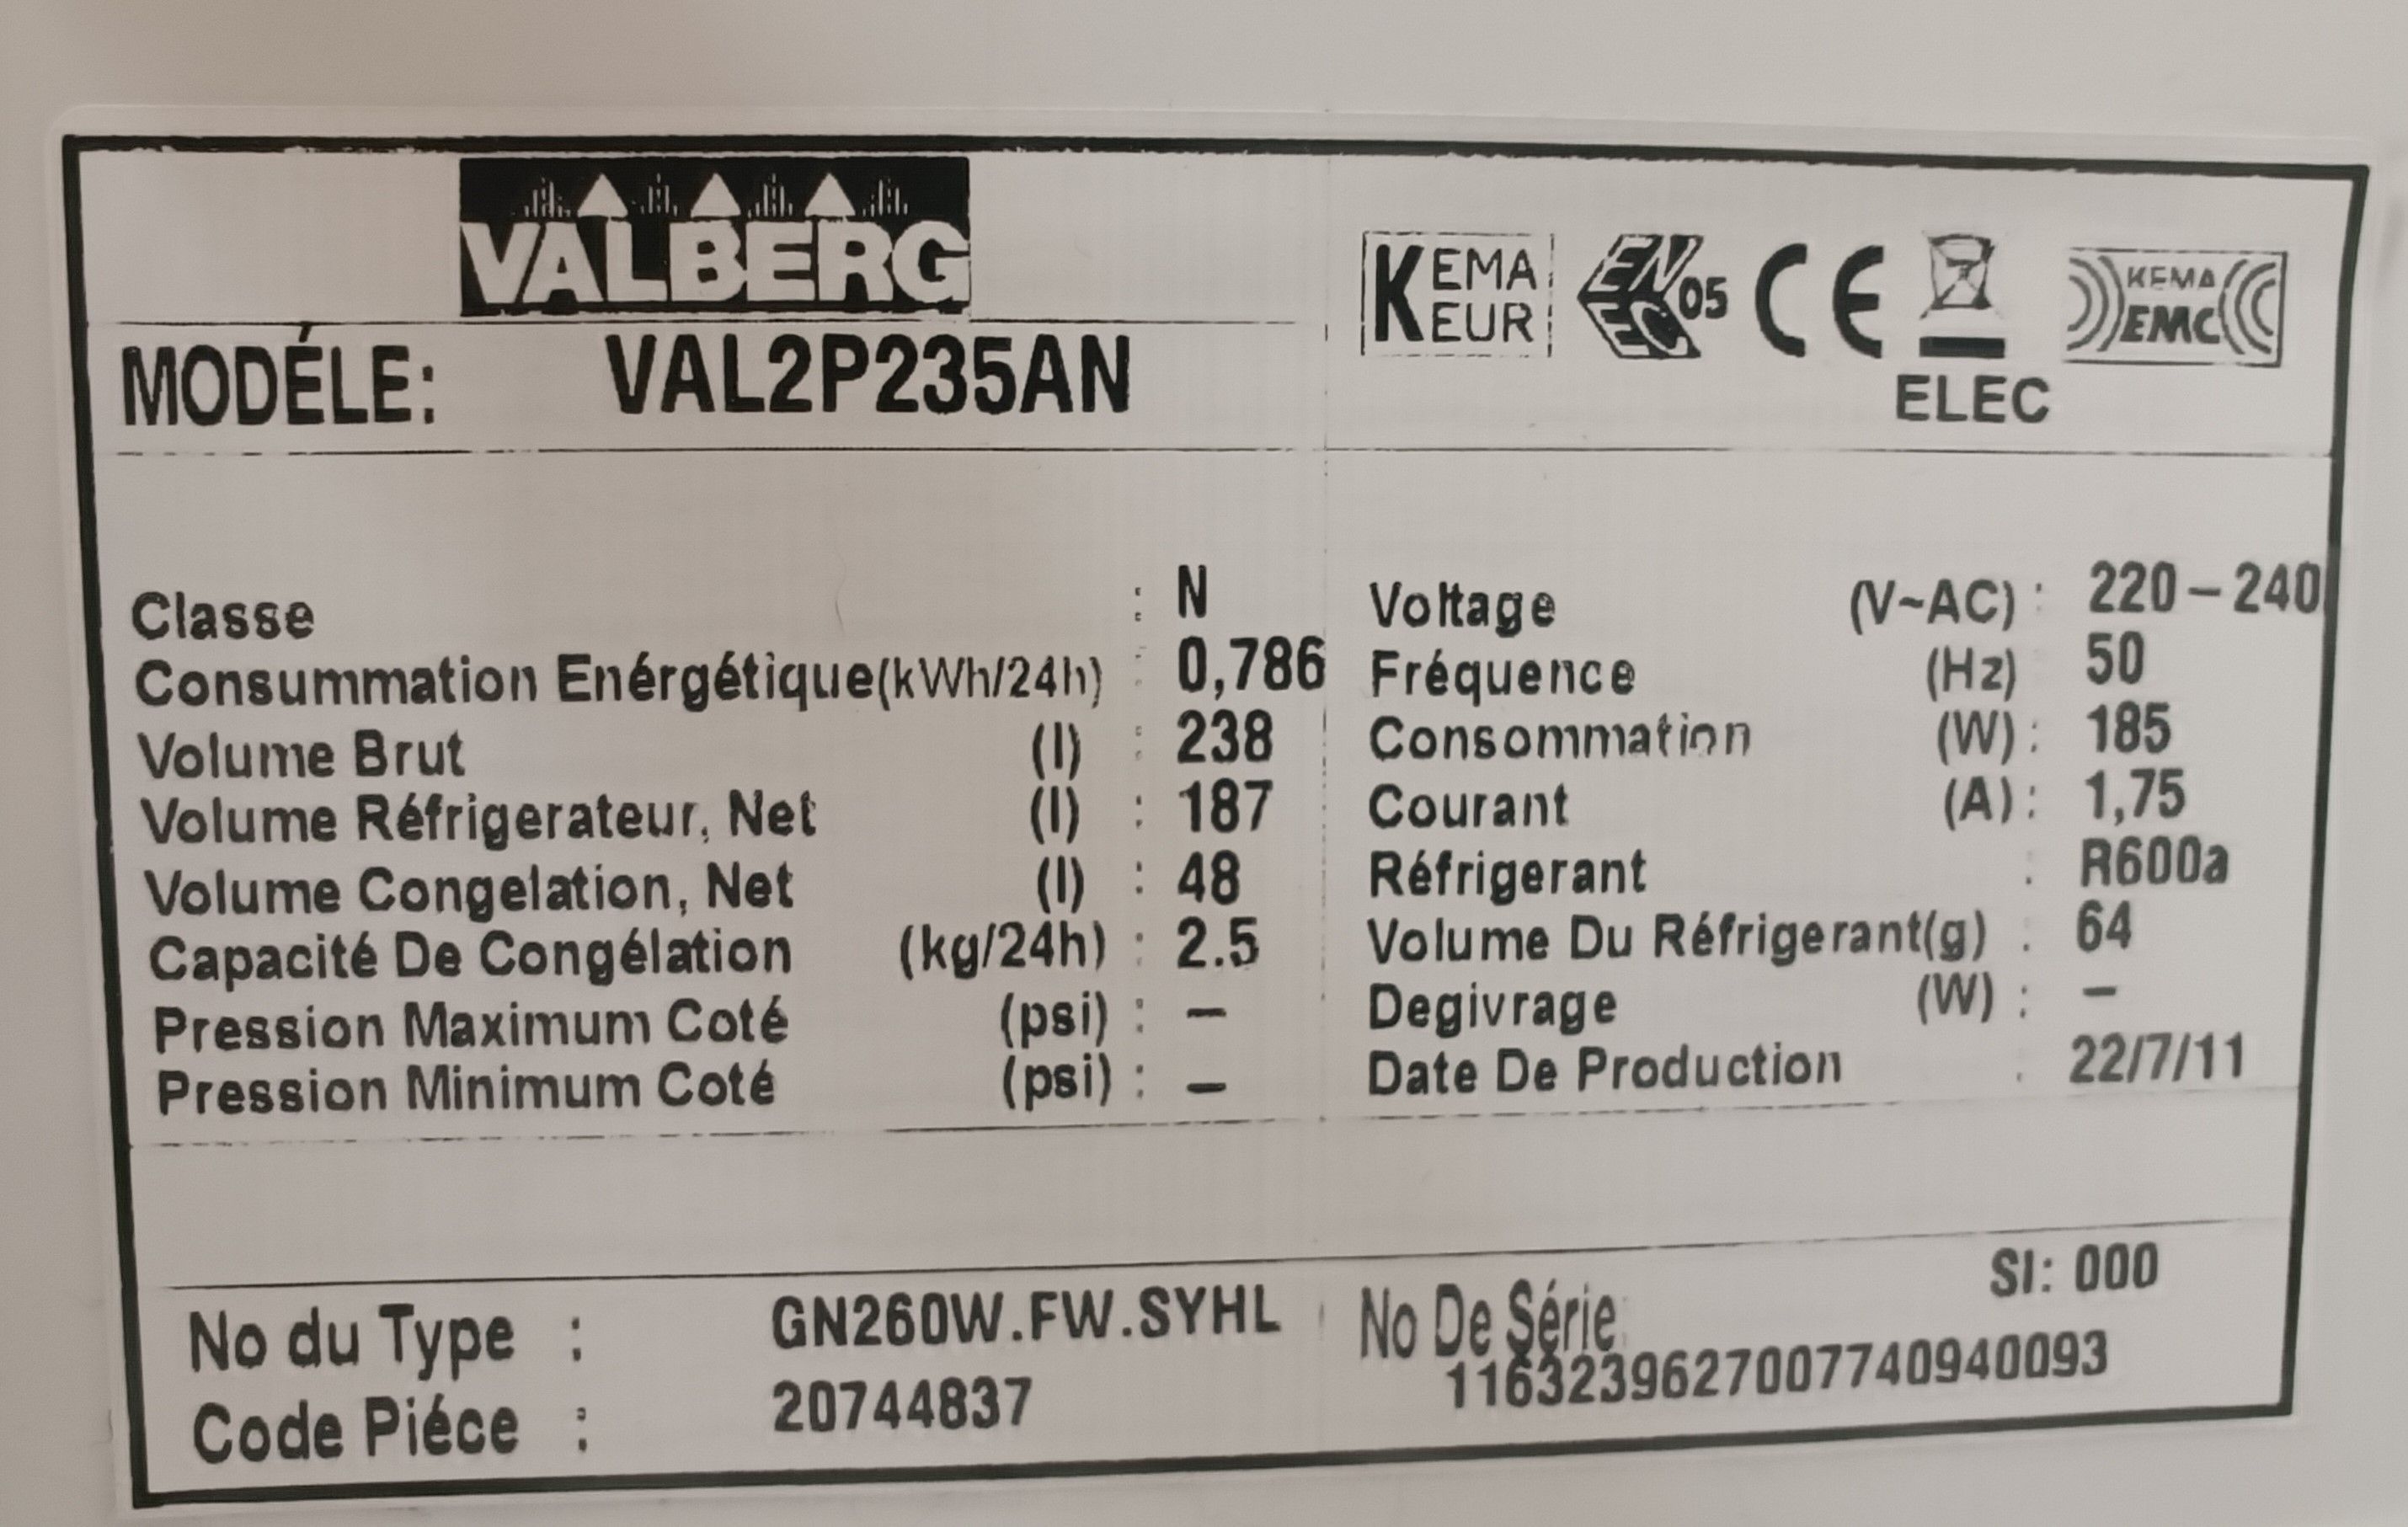 VALBERG
MODÉLE: VAL2P235AN
KEMA EUR
ENEC 05
CE
ELEC
KEMA EMC
Classe : N
Consummation Enérgétique(kWh/24h) : 0,786
Volume Brut (l) : 238
Volume Réfrigerateur, Net (l) : 187
Volume Congelation, Net (l) : 48
Capacité De Congélation (kg/24h) : 2.5
Pression Maximum Coté (psi) : –
Pression Minimum Coté (psi) : –
Voltage (V~AC) : 220 – 240
Fréquence (Hz) 50
Consommation (W) : 185
Courant (A) : 1,75
Réfrigerant : R600a
Volume Du Réfrigerant(g) : 64
Degivrage (W) : –
Date De Production : 22/7/11
No du Type : GN260W.FW.SYHL
Code Piéce : 20744837
SI: 000
No De Série:
1163239627007740940093